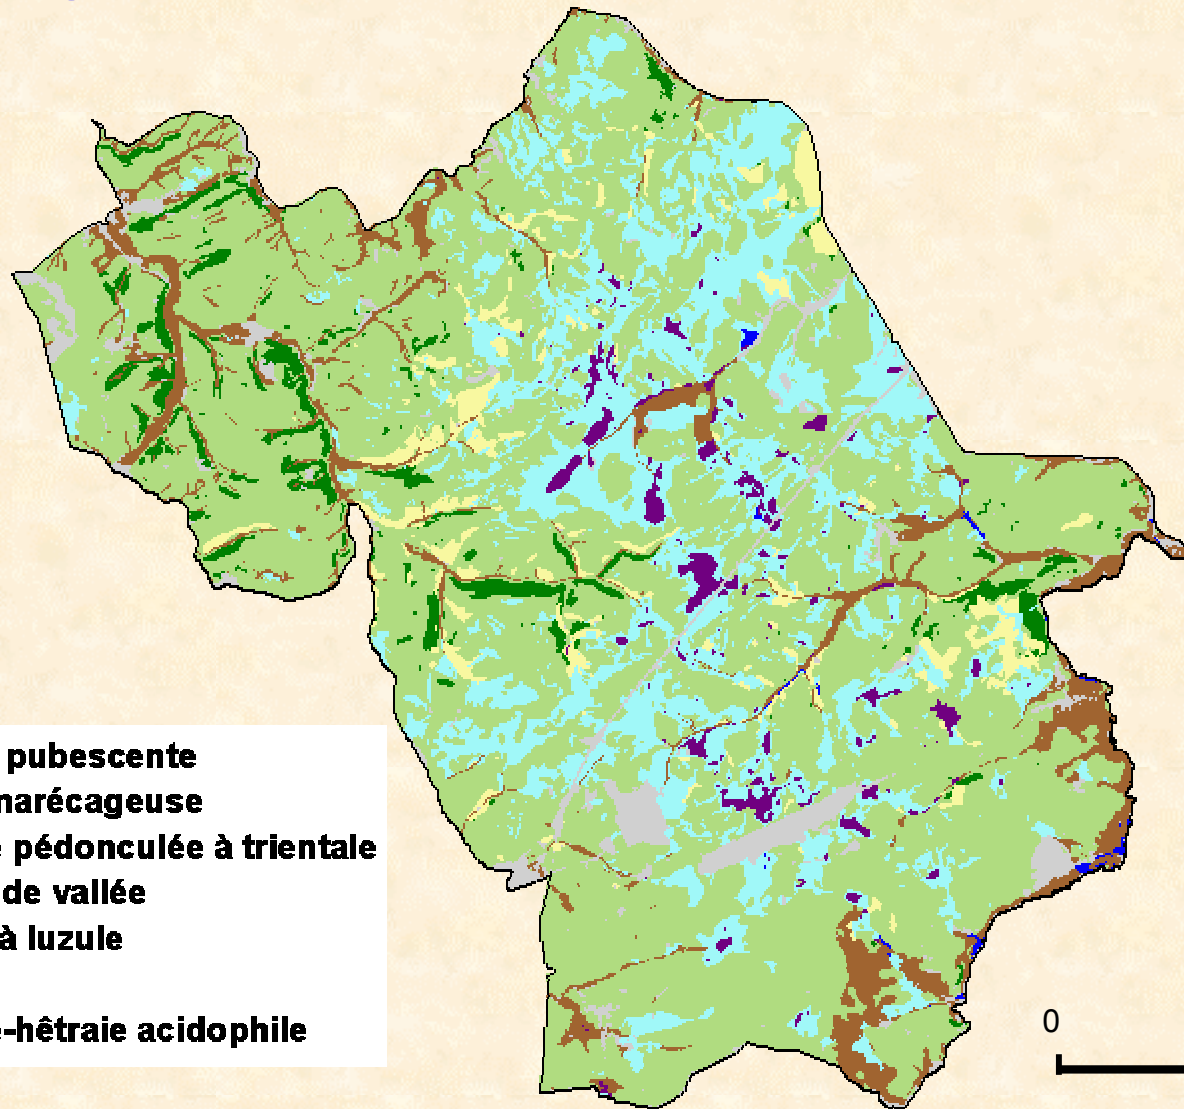 pubescente
marécageuse
pédonculée à trientale
de vallée
à luzule
-hêtraie acidophile
0